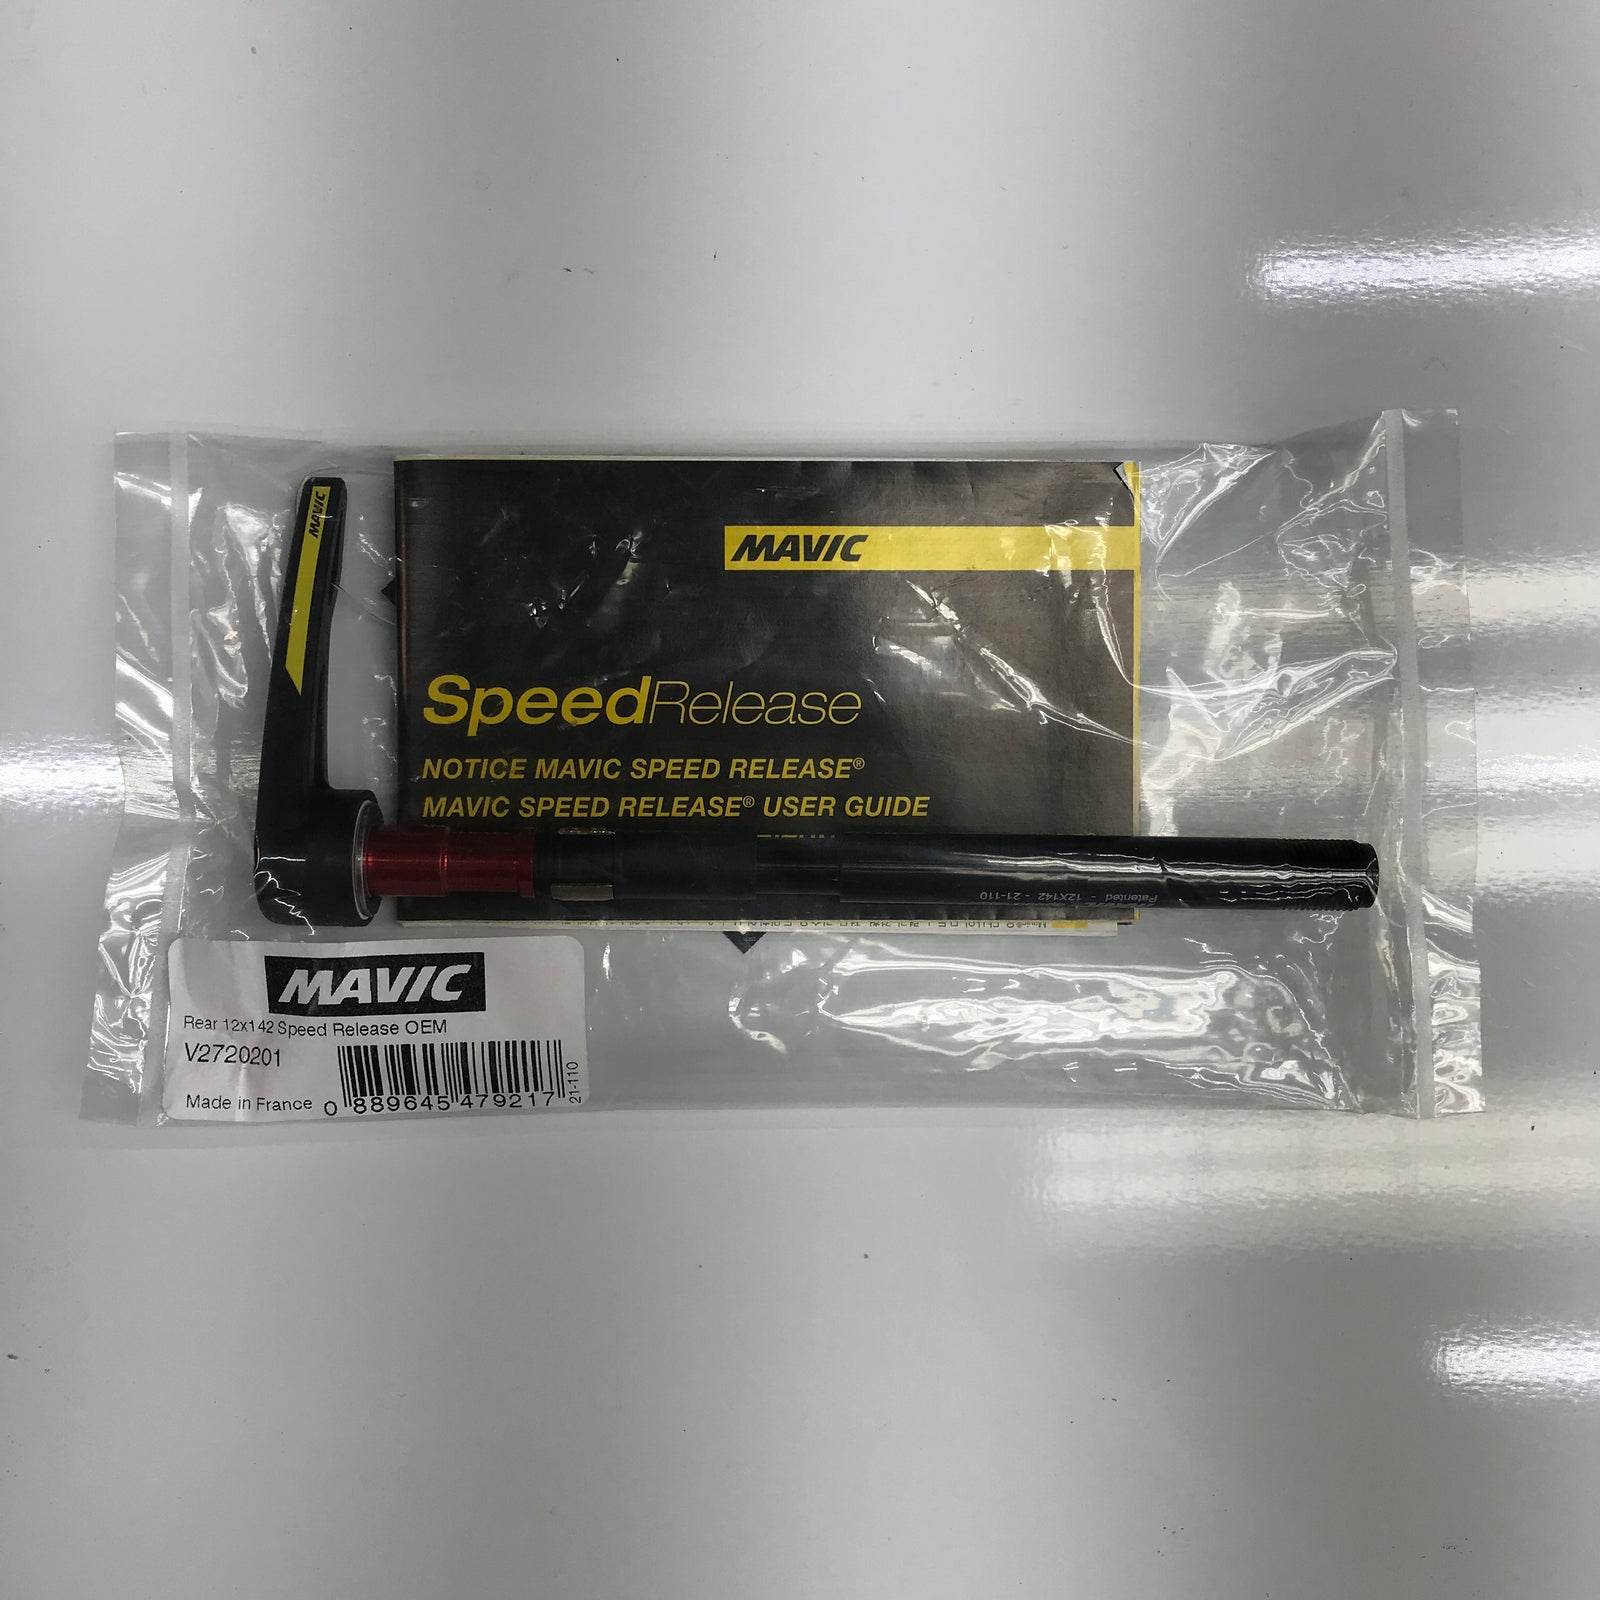 MAVIC
MAVIC
SpeedRelease
NOTICE MAVIC SPEED RELEASE®
MAVIC SPEED RELEASE® USER GUIDE
Patented - 12X142 - 21-110
MAVIC
Rear 12x142 Speed Release OEM
V2720201
Made in France
0 889645 479217
21-110